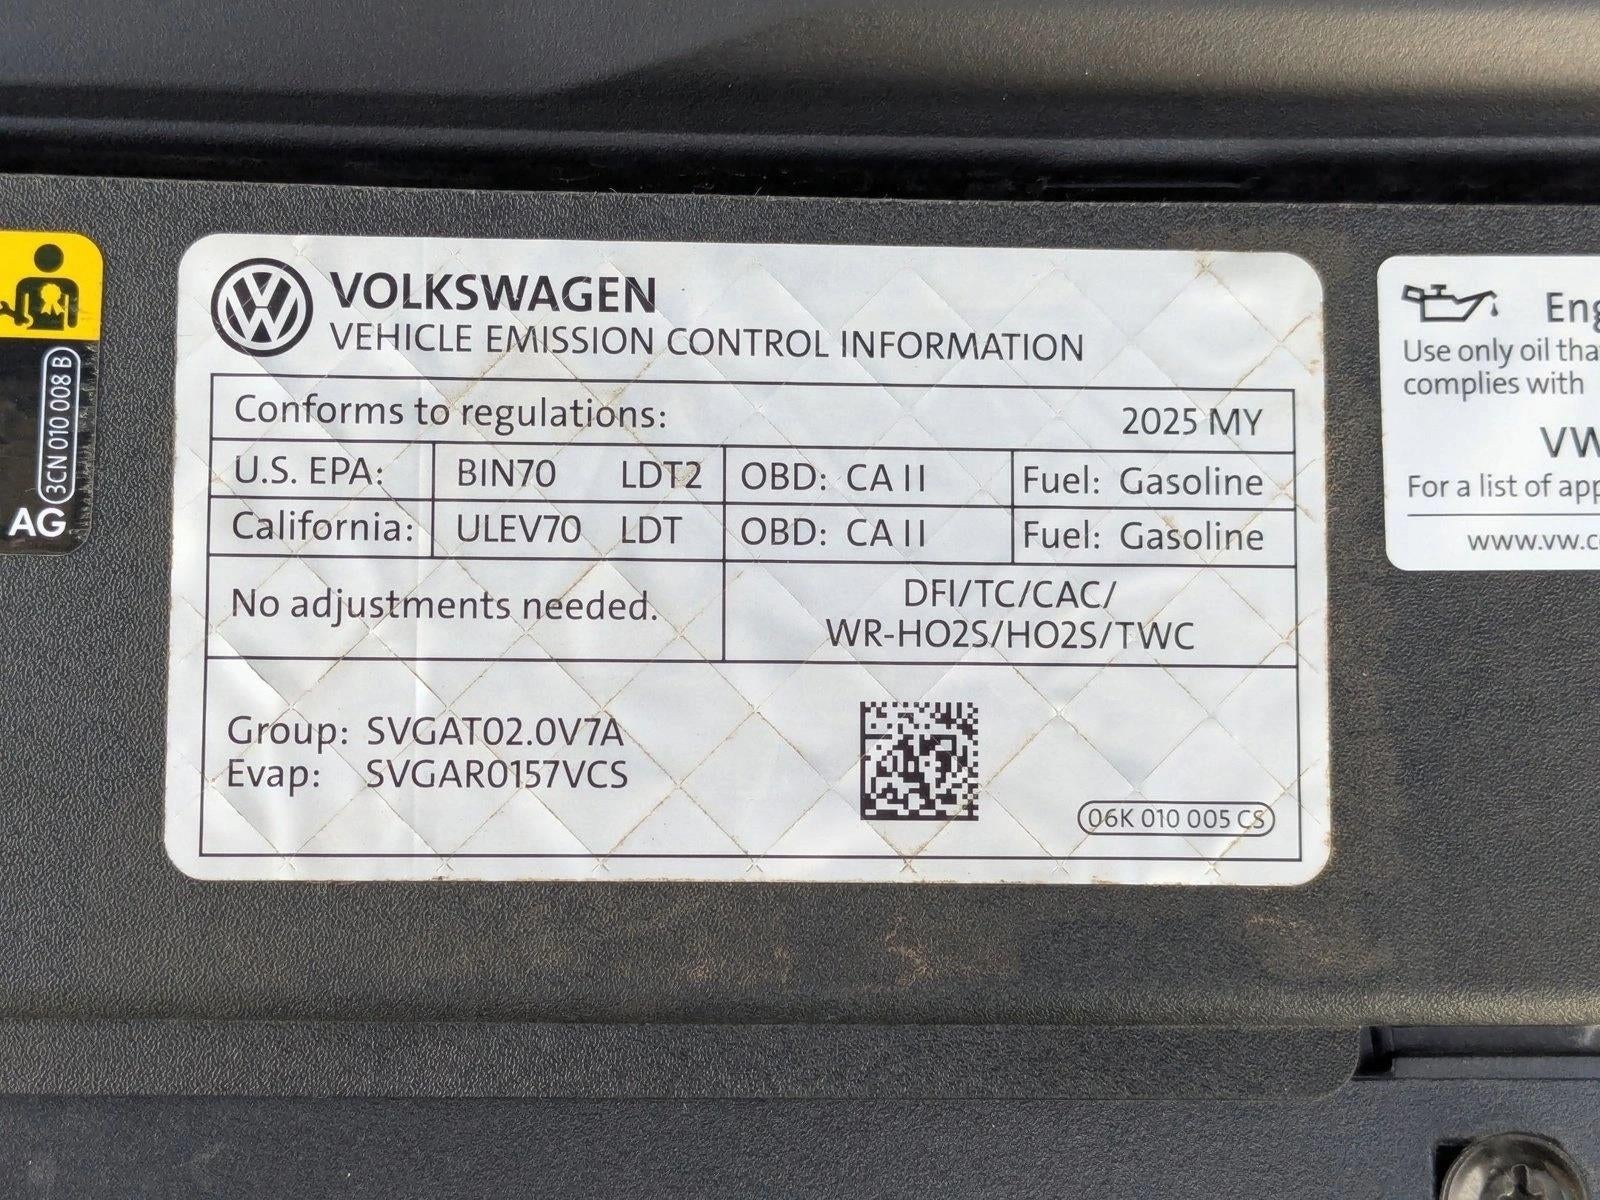 VOLKSWAGEN
VEHICLE EMISSION CONTROL INFORMATION
Conforms to regulations: 2025 MY
U.S. EPA: BIN70 LDT2 OBD: CA II Fuel: Gasoline
California: ULEV70 LDT OBD: CA II Fuel: Gasoline
No adjustments needed.
DFI/TC/CAC/
WR-HO2S/HO2S/TWC
Group: SVGAT02.0V7A
Evap: SVGAR0157VCS
06K 010 005 CS
3CN 010 008 B
AG
Eng
Use only oil tha
complies with
VW
For a list of app
www.vw.c